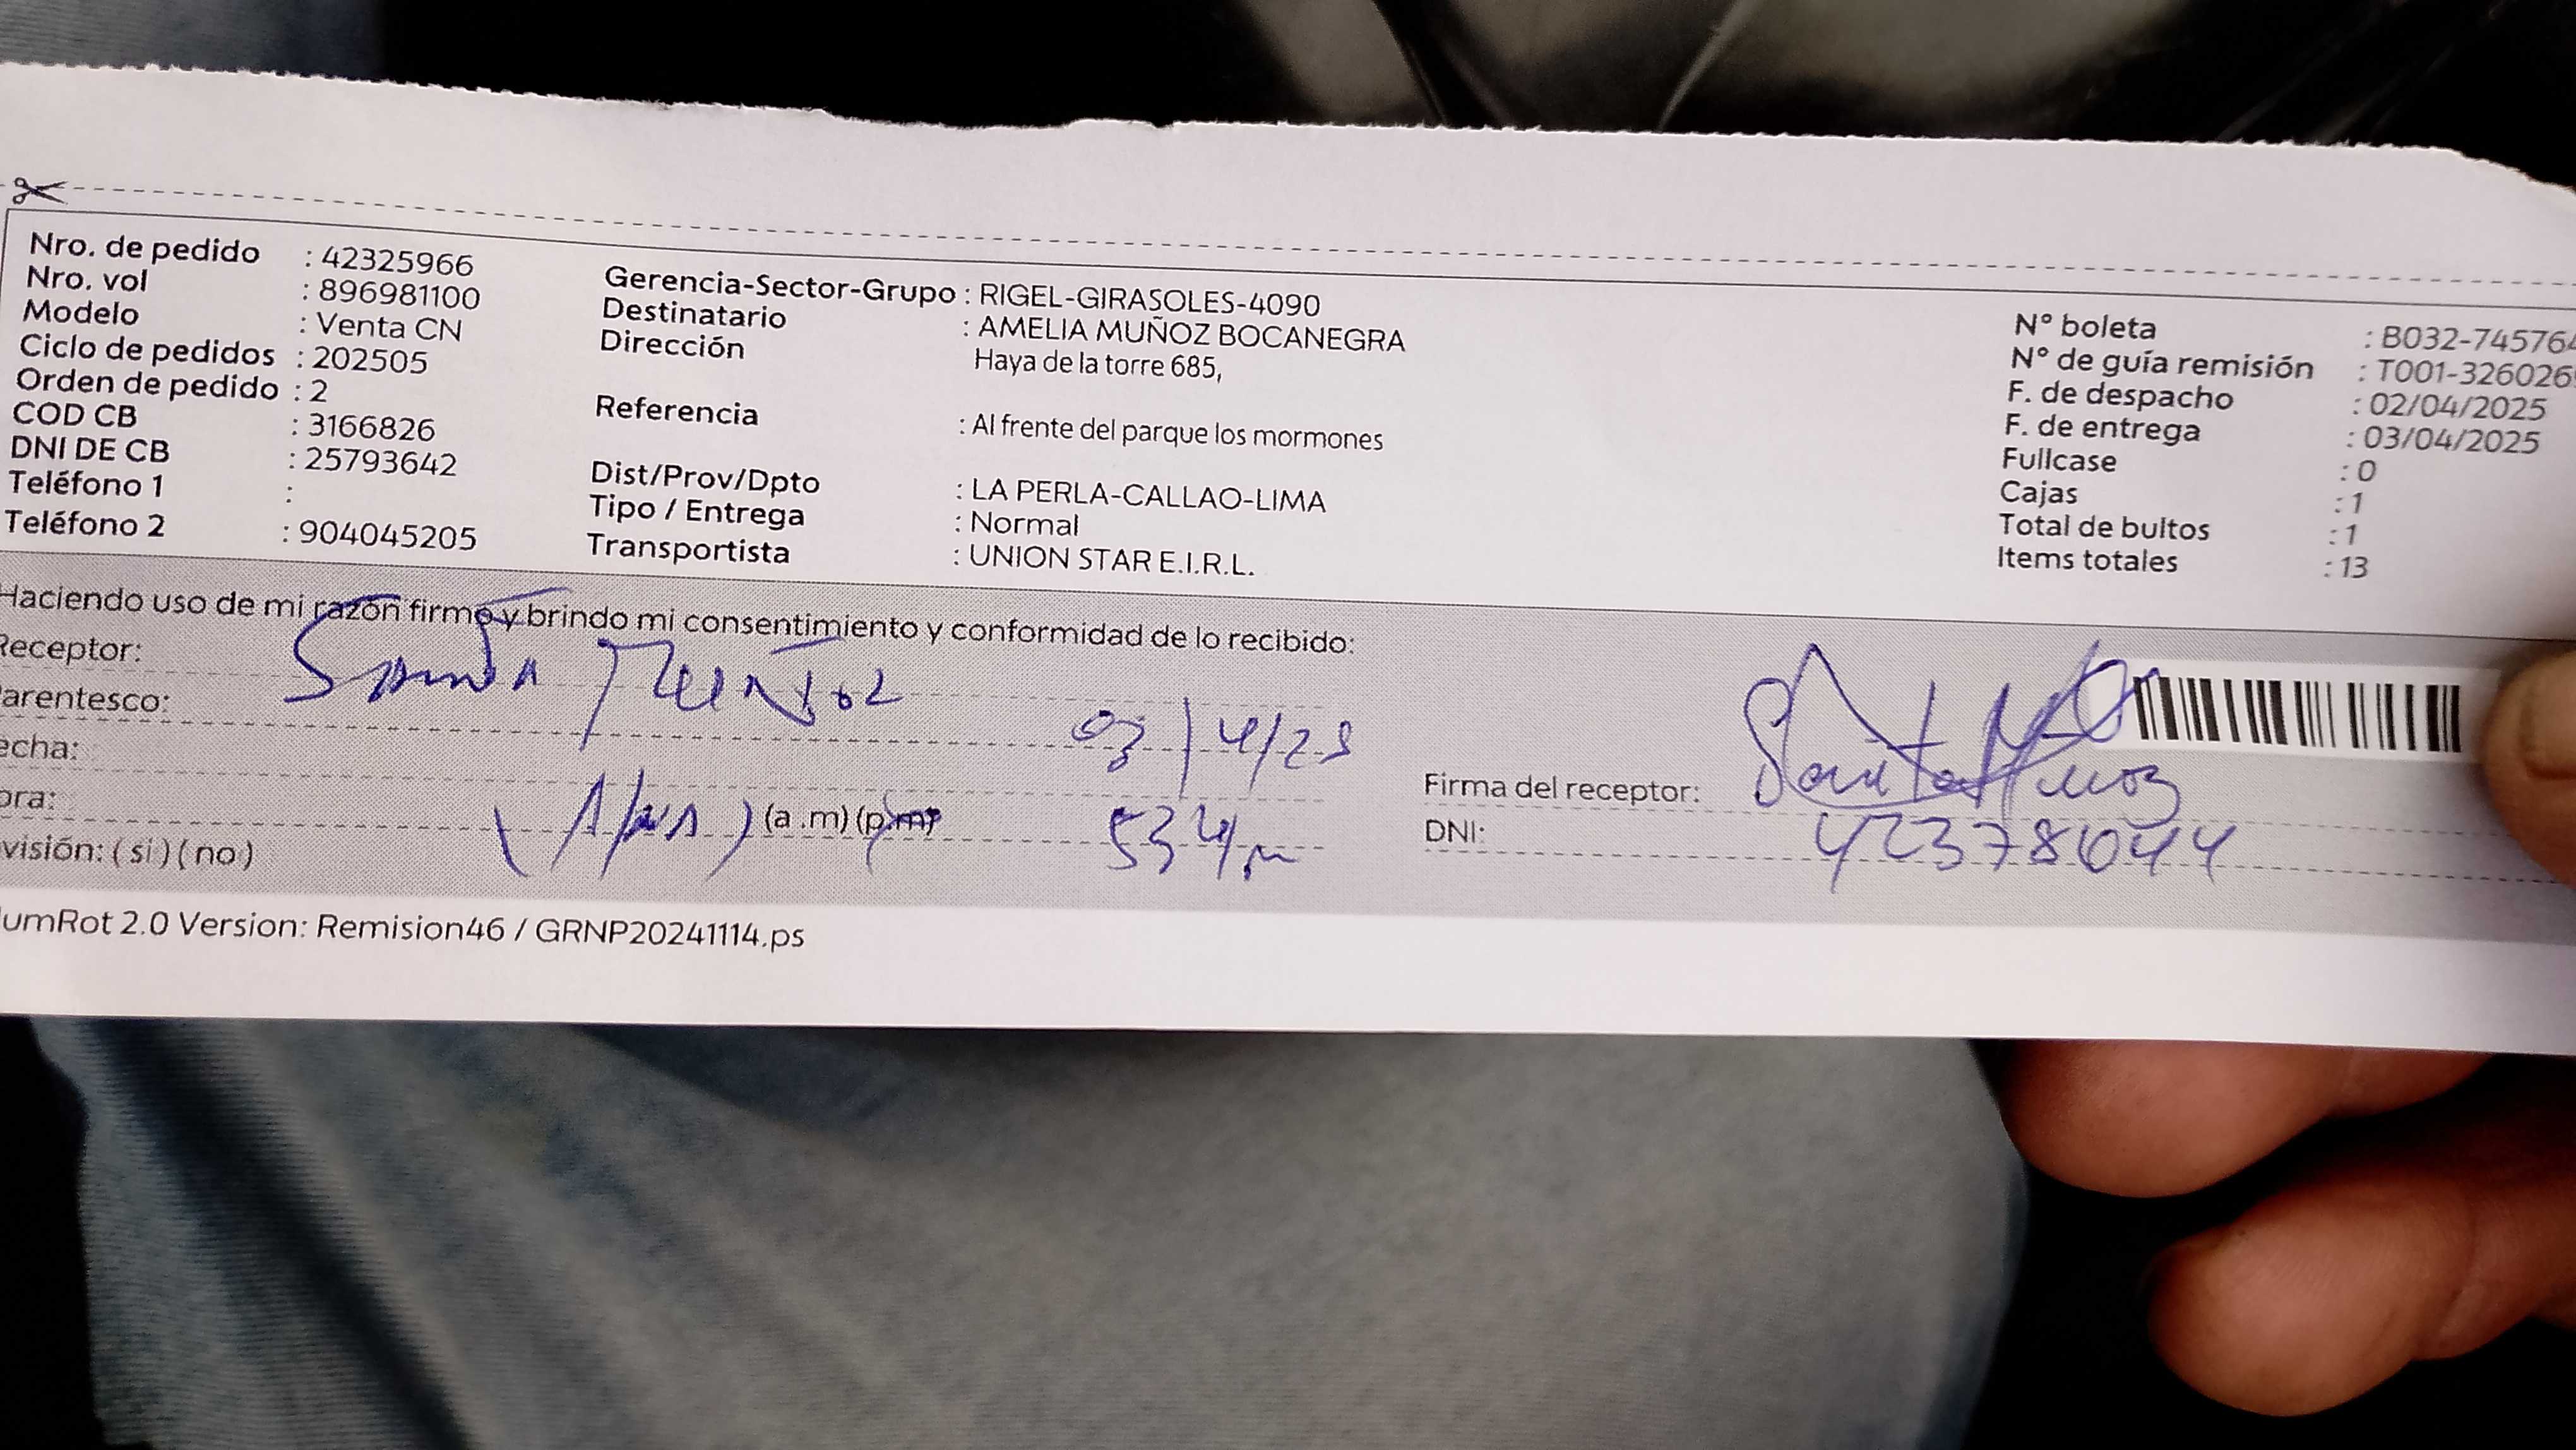 Nro. de pedido : 42325966
Nro. vol : 896981100
Modelo : Venta CN
Ciclo de pedidos : 202505
Orden de pedido : 2
COD CB : 3166826
DNI DE CB : 25793642
Teléfono 1 :
Teléfono 2 : 904045205
Gerencia-Sector-Grupo : RIGEL-GIRASOLES-4090
Destinatario : AMELIA MUÑOZ BOCANEGRA
Dirección Haya de la torre 685,
Referencia : Al frente del parque los mormones
Dist/Prov/Dpto : LA PERLA-CALLAO-LIMA
Tipo / Entrega : Normal
Transportista : UNION STAR E.I.R.L.
N° boleta : B032-745764
N° de guía remisión : T001-326026
F. de despacho : 02/04/2025
F. de entrega : 03/04/2025
Fullcase : 0
Cajas : 1
Total de bultos : 1
Items totales : 13
Haciendo uso de mi razón firmo y brindo mi consentimiento y conformidad de lo recibido:
Receptor: Muñoz
arentesco:
echa: 03/4/25
ora: (a .m) (p.m)
visión: ( si ) ( no )
Firma del receptor:
DNI: 42378644
umRot 2.0 Version: Remision46 / GRNP20241114.ps